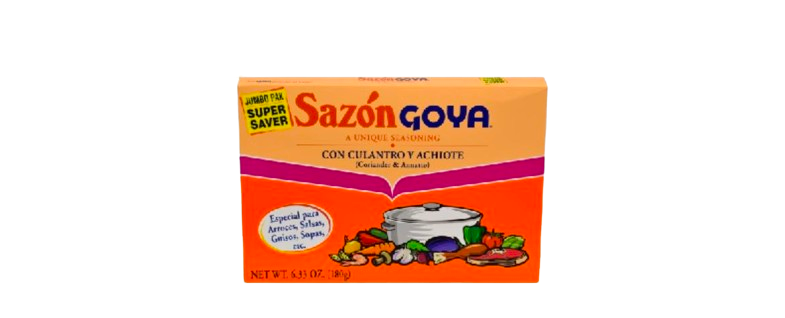 JUMBO PAK
SUPER
SAVER
Sazón GOYA
A UNIQUE SEASONING
CON CULANTRO Y ACHIOTE
(Coriander & Annatto)
Especial para
Arroces, Salsas,
Guisos, Sopas,
etc.
NET WT. 6.33 OZ. (180g)